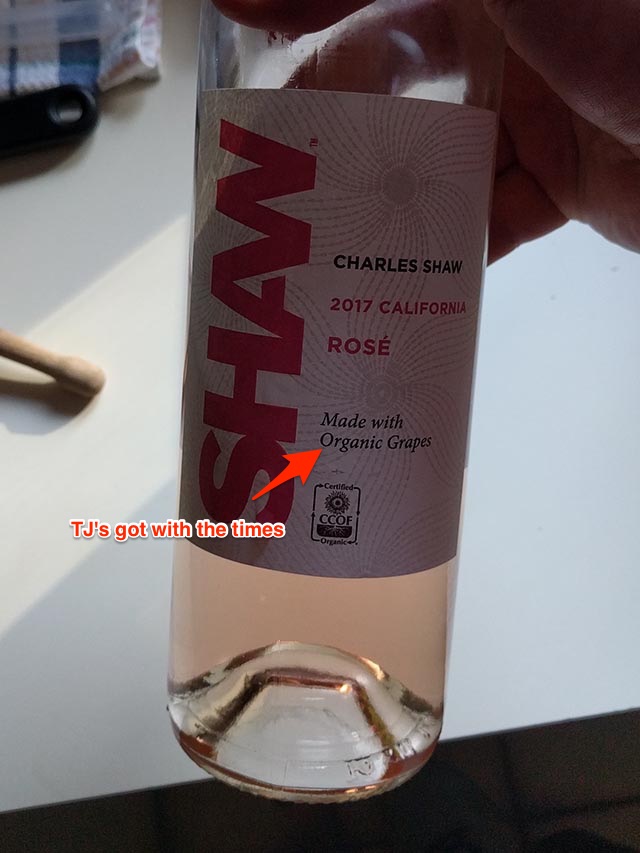 SHAW
TM
CHARLES SHAW
2017 CALIFORNIA
ROSÉ
Made with
Organic Grapes
Certified
CCOF
Organic
TJ's got with the times